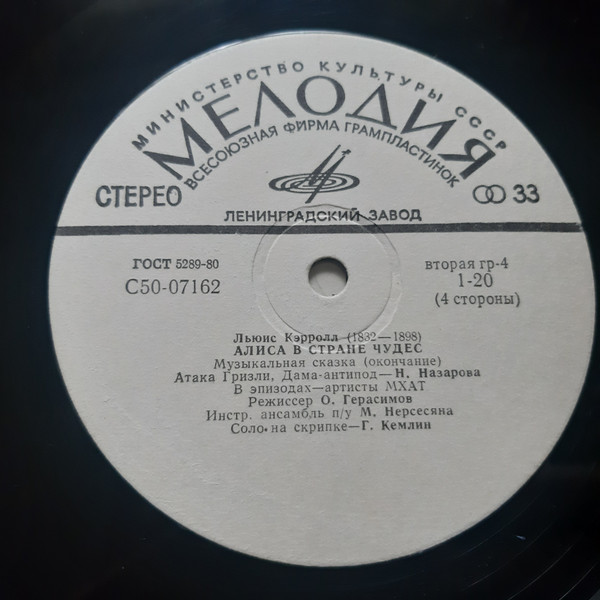 МИНИСТЕРСТВО КУЛЬТУРЫ СССР
МЕЛОДИЯ
ВСЕСОЮЗНАЯ ФИРМА ГРАМПЛАСТИНОК
СТЕРЕО
33
ЛЕНИНГРАДСКИЙ ЗАВОД
ГОСТ 5289-80
С50-07162
вторая гр-4
1-20
(4 стороны)
Льюис Кэрролл (1832—1898)
АЛИСА В СТРАНЕ ЧУДЕС
Музыкальная сказка (окончание)
Атака Гризли, Дама-антипод—Н. Назарова
В эпизодах—артисты МХАТ
Режиссер О. Герасимов
Инстр. ансамбль п/у М. Нерсесяна
Соло на скрипке—Г. Кемлин